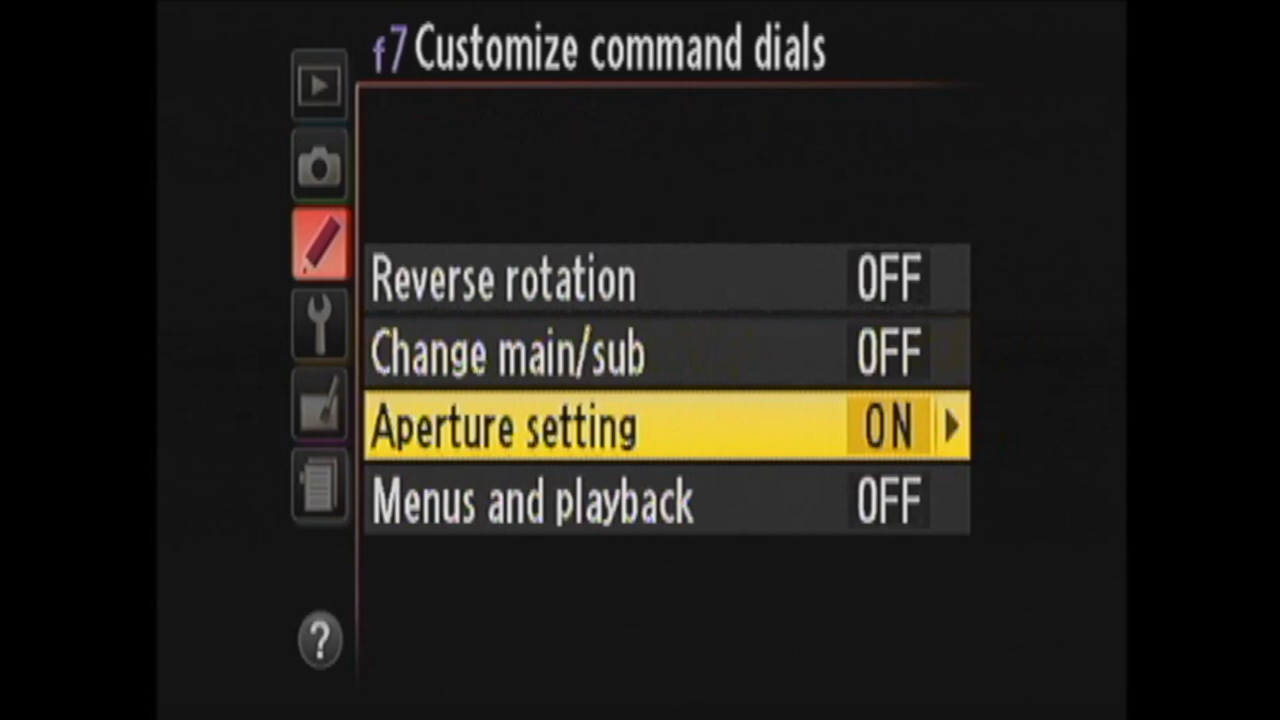 f7 Customize command dials
Reverse rotation OFF
Change main/sub OFF
Aperture setting ON
Menus and playback OFF
?